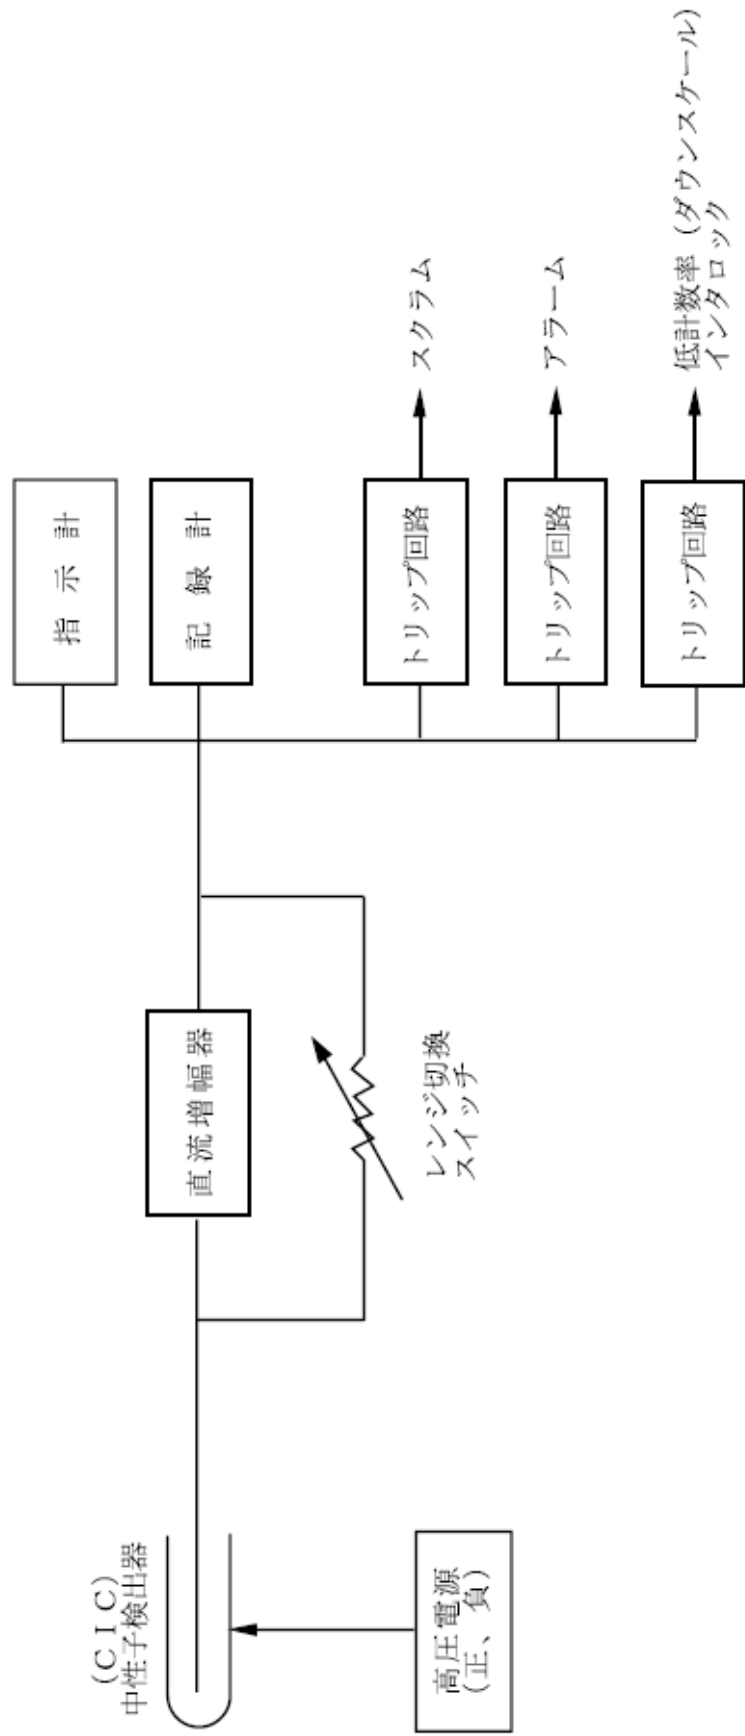 (CIC)
中性子検出器
高圧電源
(正、負)
直流増幅器
レンジ切換
スイッチ
指示計
記録計
トリップ回路
スクラム
トリップ回路
アラーム
トリップ回路
低計数率(ダウンスケール)
インタロック